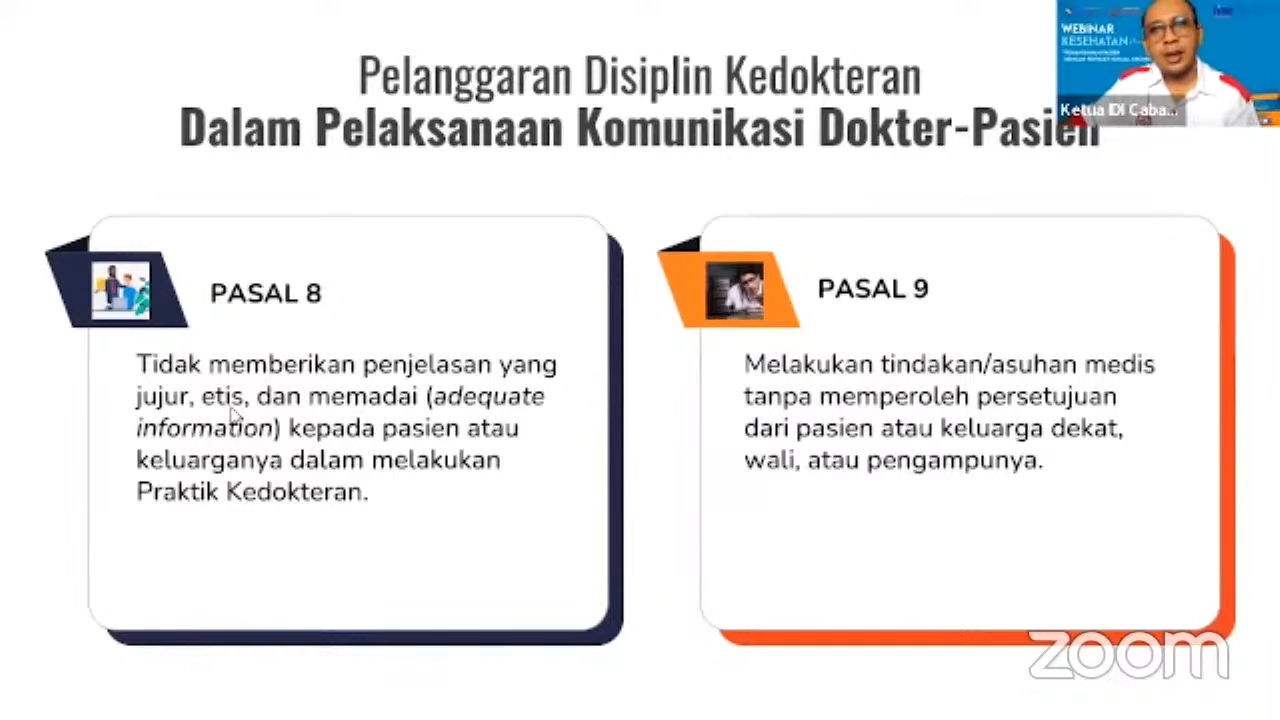 Pelanggaran Disiplin Kedokteran
Dalam Pelaksanaan Komunikasi Dokter-Pasien
WEBINAR
KESEHATAN
Ketua IDI Caba...
PASAL 8
Tidak memberikan penjelasan yang
jujur, etis, dan memadai (adequate
information) kepada pasien atau
keluarganya dalam melakukan
Praktik Kedokteran.
PASAL 9
Melakukan tindakan/asuhan medis
tanpa memperoleh persetujuan
dari pasien atau keluarga dekat,
wali, atau pengampunya.
zoom